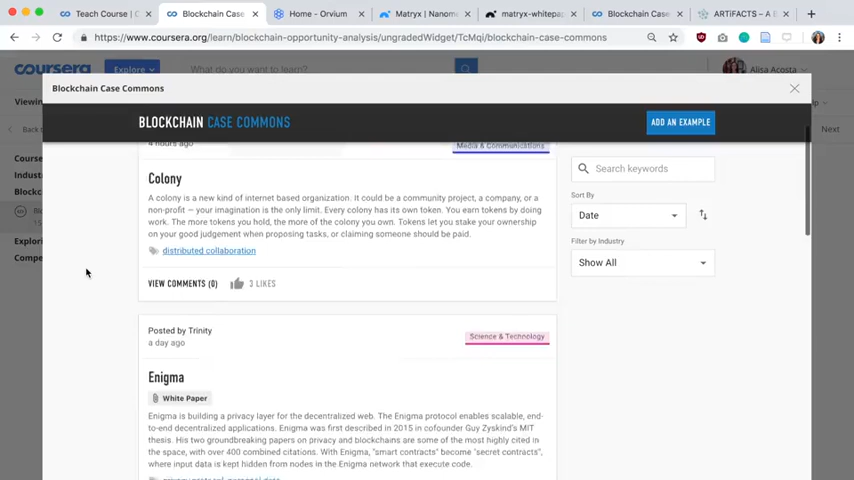 Teach Course | C
Blockchain Case
Home - Orvium
Matryx | Nanome
matryx-whitepap
Blockchain Case
ARTiFACTS – A B
https://www.coursera.org/learn/blockchain-opportunity-analysis/ungradedWidget/TcMqi/blockchain-case-commons
coursera
Explore
What do you want to learn?
Alisa Acosta
Viewin
Blockchain Case Commons
Back
Next
BLOCKCHAIN CASE COMMONS
ADD AN EXAMPLE
4 hours ago
Media & Communications
Cours
Indust
Block
Explori
Compe
Colony
A colony is a new kind of internet based organization. It could be a community project, a company, or a
non-profit — your imagination is the only limit. Every colony has its own token. You earn tokens by doing
work. The more tokens you hold, the more of the colony you own. Tokens let you stake your ownership
on your good judgement when proposing tasks, or claiming someone should be paid.
distributed collaboration
VIEW COMMENTS (0)
3 LIKES
Search keywords
Sort By
Date
Filter by Industry
Show All
Posted by Trinity
a day ago
Science & Technology
Enigma
White Paper
Enigma is building a privacy layer for the decentralized web. The Enigma protocol enables scalable, end-
to-end decentralized applications. Enigma was first described in 2015 in cofounder Guy Zyskind's MIT
thesis. His two groundbreaking papers on privacy and blockchains are some of the most highly cited in
the space, with over 400 combined citations. With Enigma, "smart contracts" become "secret contracts",
where input data is kept hidden from nodes in the Enigma network that execute code.